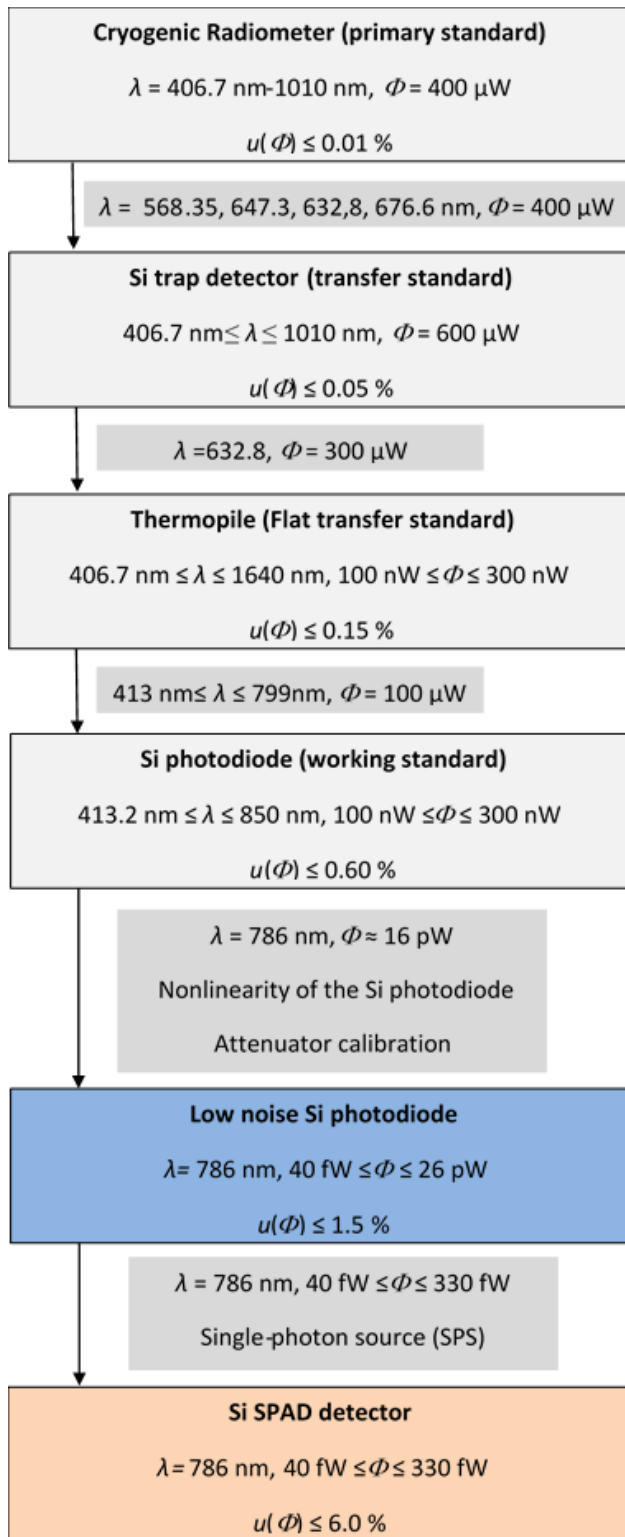 Cryogenic Radiometer (primary standard)
λ = 406.7 nm-1010 nm, Φ = 400 µW
u(Φ) ≤ 0.01 %
λ = 568.35, 647.3, 632,8, 676.6 nm, Φ = 400 µW
Si trap detector (transfer standard)
406.7 nm≤ λ ≤ 1010 nm, Φ = 600 µW
u(Φ) ≤ 0.05 %
λ =632.8, Φ = 300 µW
Thermopile (Flat transfer standard)
406.7 nm ≤ λ ≤ 1640 nm, 100 nW ≤Φ ≤ 300 nW
u(Φ) ≤ 0.15 %
413 nm≤ λ ≤ 799nm, Φ = 100 µW
Si photodiode (working standard)
413.2 nm ≤ λ ≤ 850 nm, 100 nW ≤Φ ≤ 300 nW
u(Φ) ≤ 0.60 %
λ = 786 nm, Φ ≈ 16 pW
Nonlinearity of the Si photodiode
Attenuator calibration
Low noise Si photodiode
λ= 786 nm, 40 fW ≤Φ ≤ 26 pW
u(Φ) ≤ 1.5 %
λ = 786 nm, 40 fW ≤Φ ≤ 330 fW
Single-photon source (SPS)
Si SPAD detector
λ= 786 nm, 40 fW ≤Φ ≤ 330 fW
u(Φ) ≤ 6.0 %